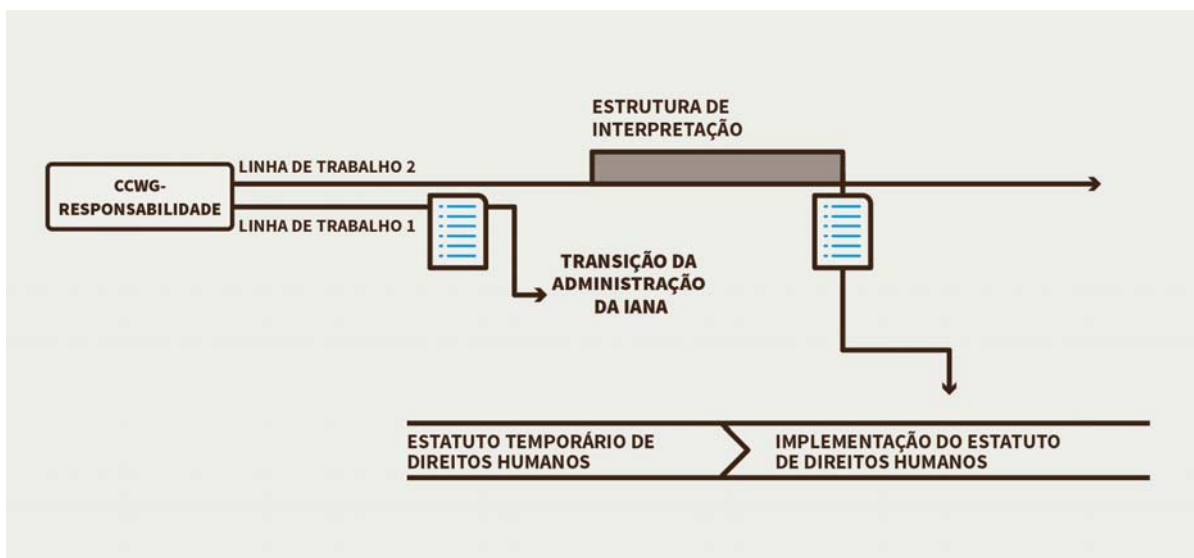 ESTRUTURA DE
INTERPRETAÇÃO
LINHA DE TRABALHO 2
CCWG-
RESPONSABILIDADE
LINHA DE TRABALHO 1
TRANSIÇÃO DA
ADMINISTRAÇÃO
DA IANA
ESTATUTO TEMPORÁRIO DE
DIREITOS HUMANOS
IMPLEMENTAÇÃO DO ESTATUTO
DE DIREITOS HUMANOS